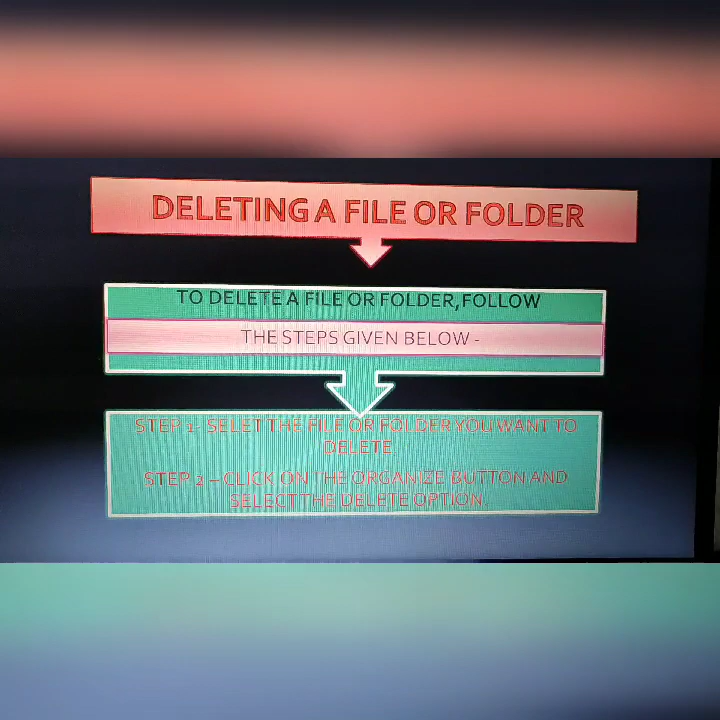 DELETING A FILE OR FOLDER
TO DELETE A FILE OR FOLDER, FOLLOW
THE STEPS GIVEN BELOW -
STEP 1- SELET THE FILE OR FOLDER YOU WANT TO
DELETE.
STEP 2 – CLICK ON THE ORGANIZE BUTTON AND
SELECT THE DELETE OPTION.